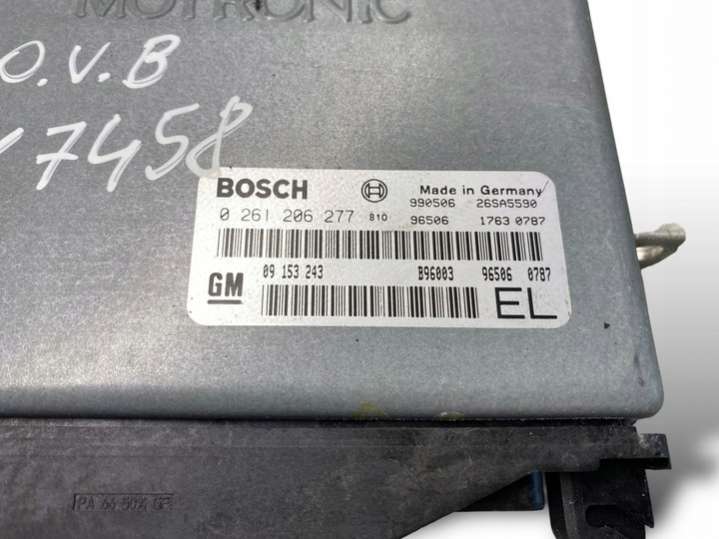 MOTRONIC
O.V.B
7458
BOSCH Made in Germany
0 261 206 277 B10 990506 26SA5590
96506 1763 0787
GM 09 153 243 B96003 96506 0787
EL